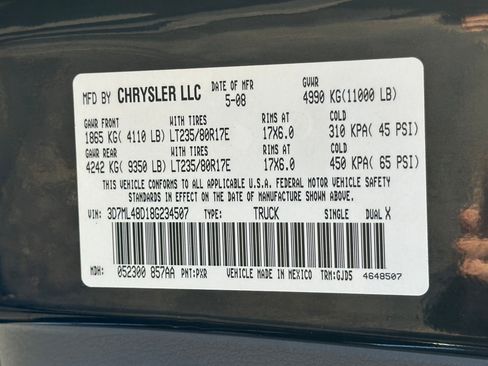 MFD BY CHRYSLER LLC DATE OF MFR 5-08 GVWR 4990 KG(11000 LB)
GAWR FRONT WITH TIRES RIMS AT COLD
1865 KG( 4110 LB) LT235/80R17E 17X6.0 310 KPA( 45 PSI)
GAWR REAR WITH TIRES RIMS AT COLD
4242 KG( 9350 LB) LT235/80R17E 17X6.0 450 KPA( 65 PSI)
THIS VEHICLE CONFORMS TO ALL APPLICABLE U.S.A. FEDERAL MOTOR VEHICLE SAFETY
STANDARDS IN EFFECT ON THE DATE OF MANUFACTURE SHOWN ABOVE.
VIN: 3D7ML48D18G234507 TYPE: TRUCK SINGLE DUAL X
MDH: 052300 857AA PNT:PXR VEHICLE MADE IN MEXICO TRM:GJD5 4648507